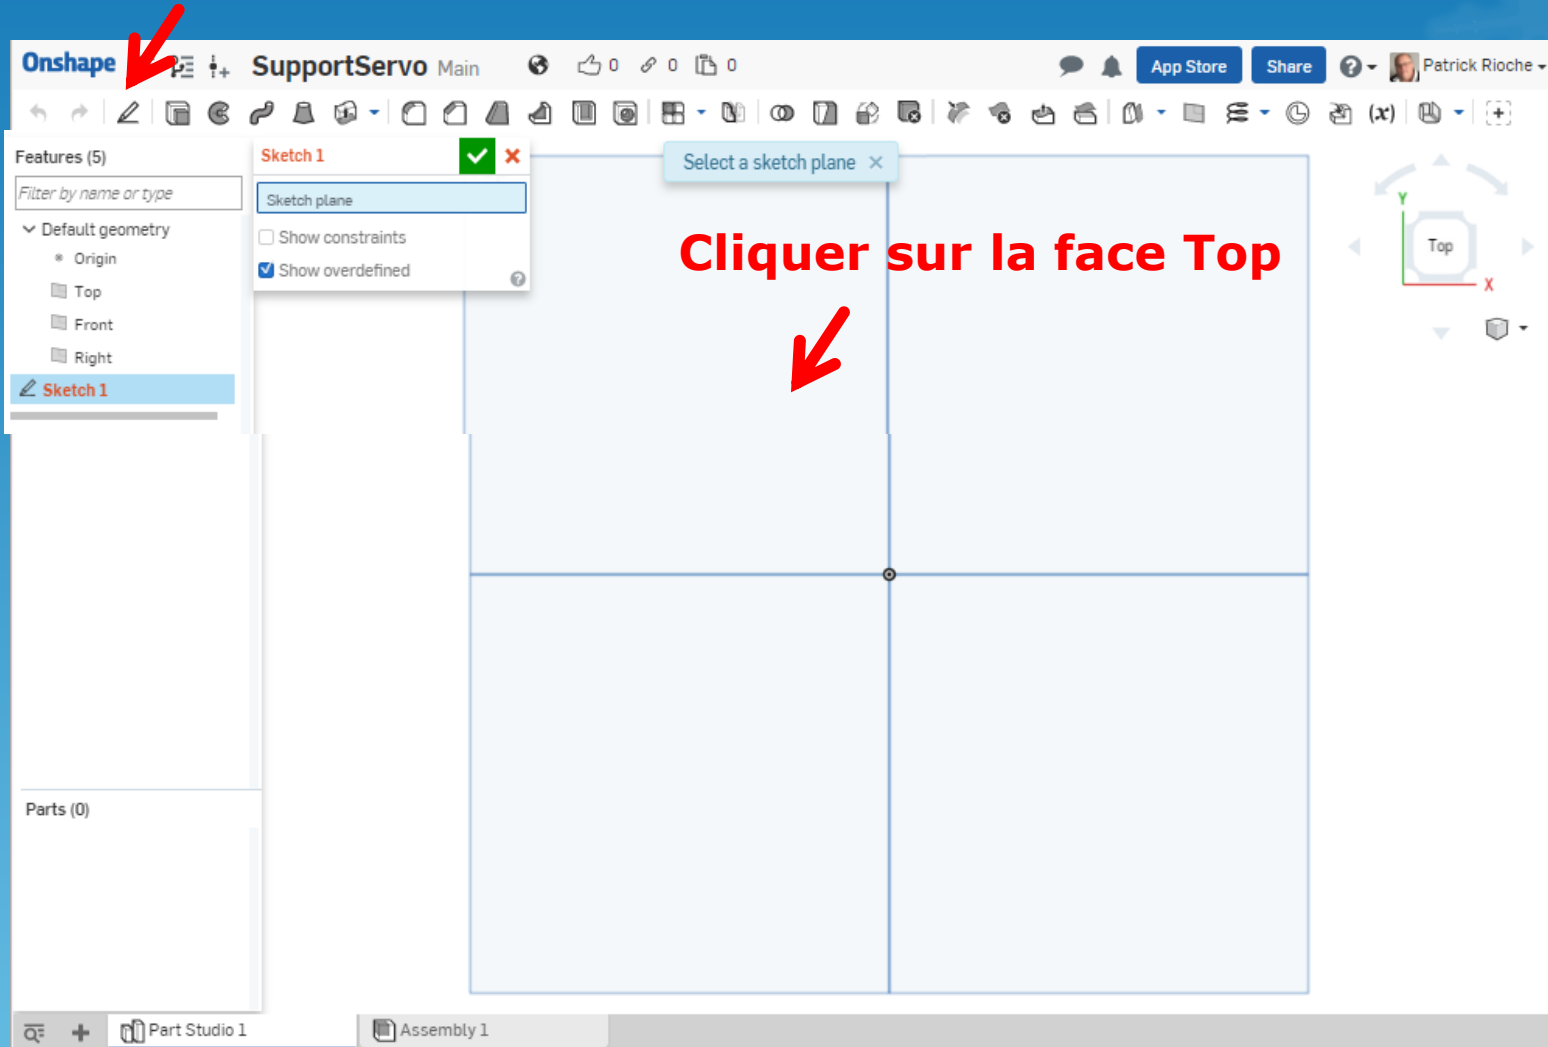 Onshape
SupportServo Main
0
0
0
App Store
Share
Patrick Rioche
(x)
Features (5)
Filter by name or type
Default geometry
Origin
Top
Front
Right
Sketch 1
Sketch 1
Sketch plane
Show constraints
Show overdefined
Select a sketch plane
Cliquer sur la face Top
Y
Top
X
Parts (0)
Part Studio 1
Assembly 1